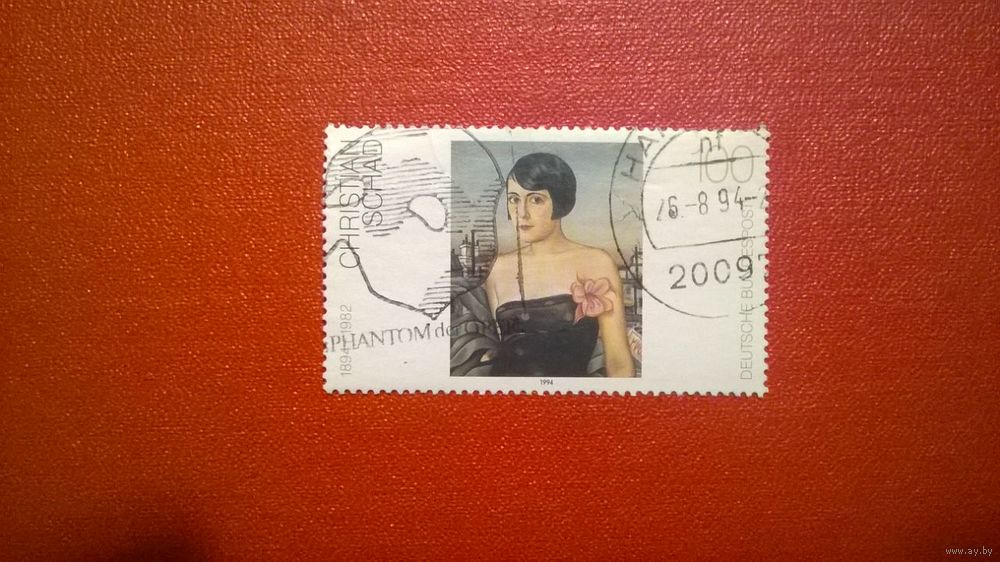 CHRISTIAN
SCHAD
1894-1982
PHANTOM der
1994
100
26.-8.94-
2009
DEUTSCHE BUNDESPOST
www.ay.by